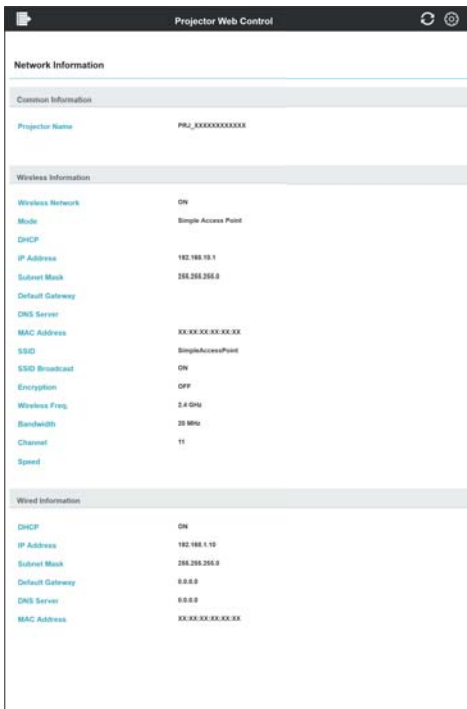 Projector Web Control
Network Information
Common Information
Projector Name PRJ_XXXXXXXXXXXX
Wireless Information
Wireless Network ON
Mode Simple Access Point
DHCP
IP Address 192.168.10.1
Subnet Mask 255.255.255.0
Default Gateway
DNS Server
MAC Address XX:XX:XX:XX:XX:XX
SSID SimpleAccessPoint
SSID Broadcast ON
Encryption OFF
Wireless Freq. 2.4 GHz
Bandwidth 20 MHz
Channel 11
Speed
Wired Information
DHCP ON
IP Address 192.168.1.10
Subnet Mask 255.255.255.0
Default Gateway 0.0.0.0
DNS Server 0.0.0.0
MAC Address XX:XX:XX:XX:XX:XX